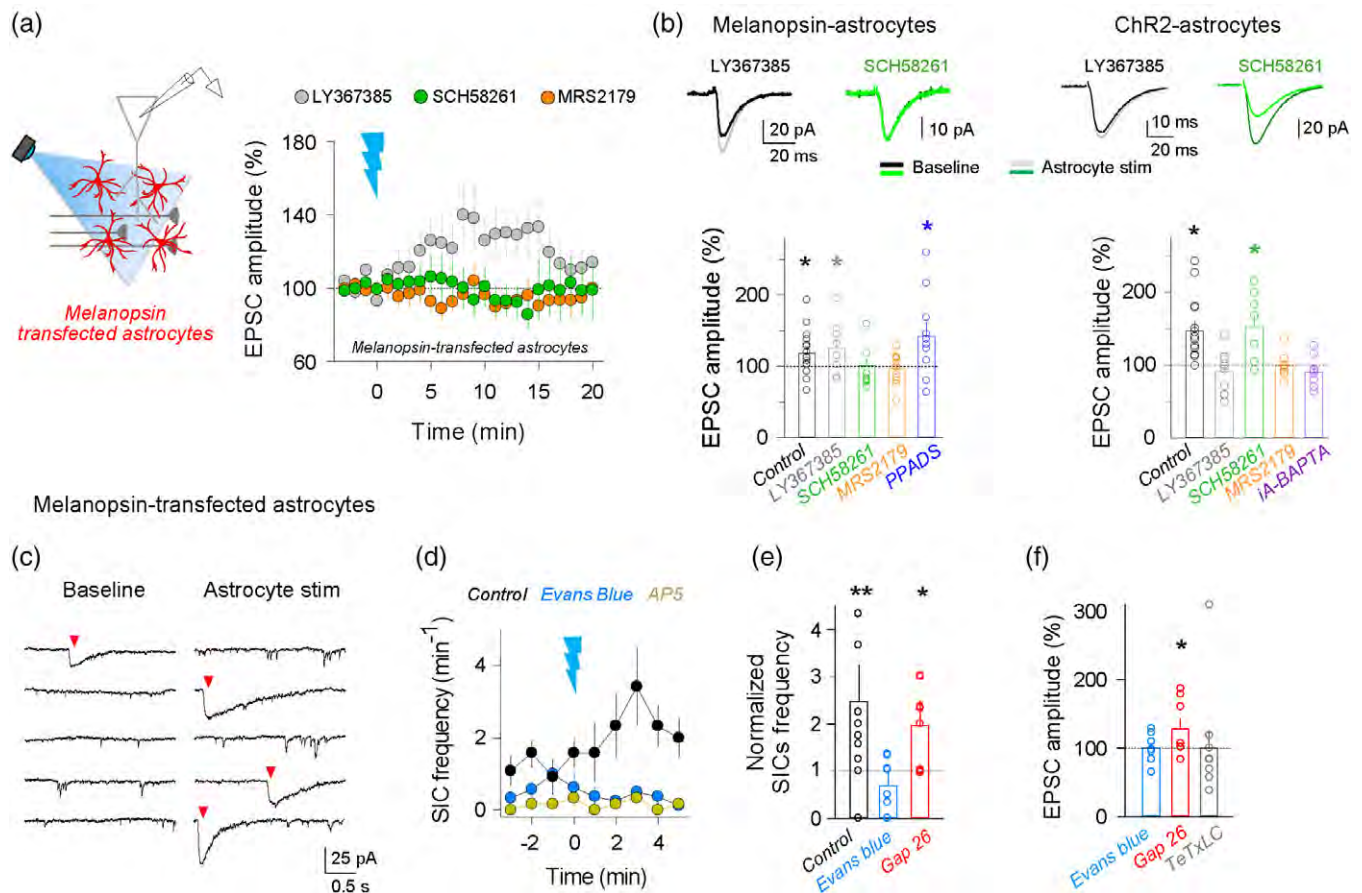 (a)
LY367385 SCH58261 MRS2179
EPSC amplitude (%)
180
140
100
60
0 5 10 15 20
Time (min)
Melanopsin-transfected astrocytes
Melanopsin
transfected astrocytes
(b)
Melanopsin-astrocytes ChR2-astrocytes
LY367385 SCH58261 LY367385 SCH58261
20 pA
20 ms
10 pA
10 ms
20 ms
20 pA
Baseline Astrocyte stim
EPSC amplitude (%)
200
100
0
* * *
Control LY367385 SCH58261 MRS2179 PPADS
EPSC amplitude (%)
200
100
0
* *
Control LY367385 SCH58261 MRS2179 iA-BAPTA
Melanopsin-transfected astrocytes
(c)
Baseline Astrocyte stim
25 pA
0.5 s
(d)
Control Evans Blue AP5
SIC frequency (min-1)
4
2
0
-2 0 2 4
Time (min)
(e)
Normalized
SICs frequency
4
3
2
1
0
** *
Control Evans blue Gap 26
(f)
EPSC amplitude (%)
300
200
100
0
*
Evans blue Gap 26 TeTxLC